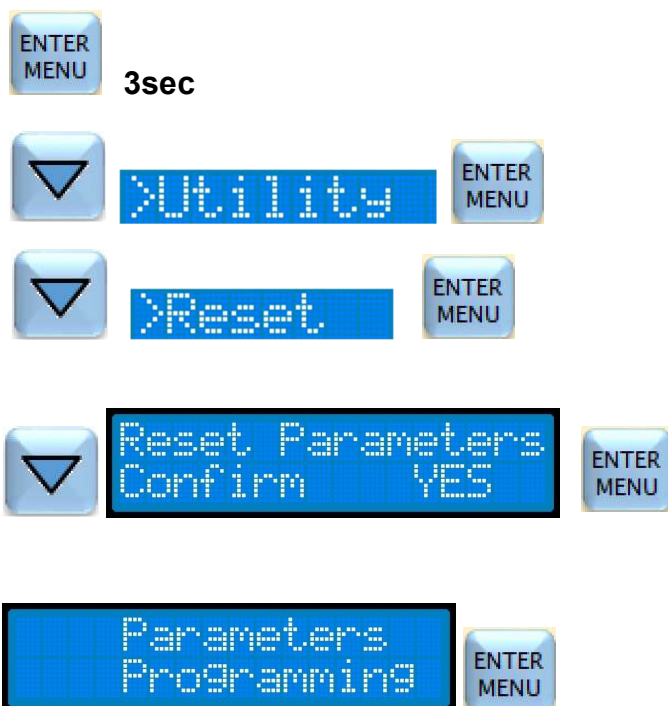 ENTER
MENU
3sec
>Utility
ENTER
MENU
>Reset
ENTER
MENU
Reset Parameters
Confirm YES
ENTER
MENU
Parameters
Programming
ENTER
MENU